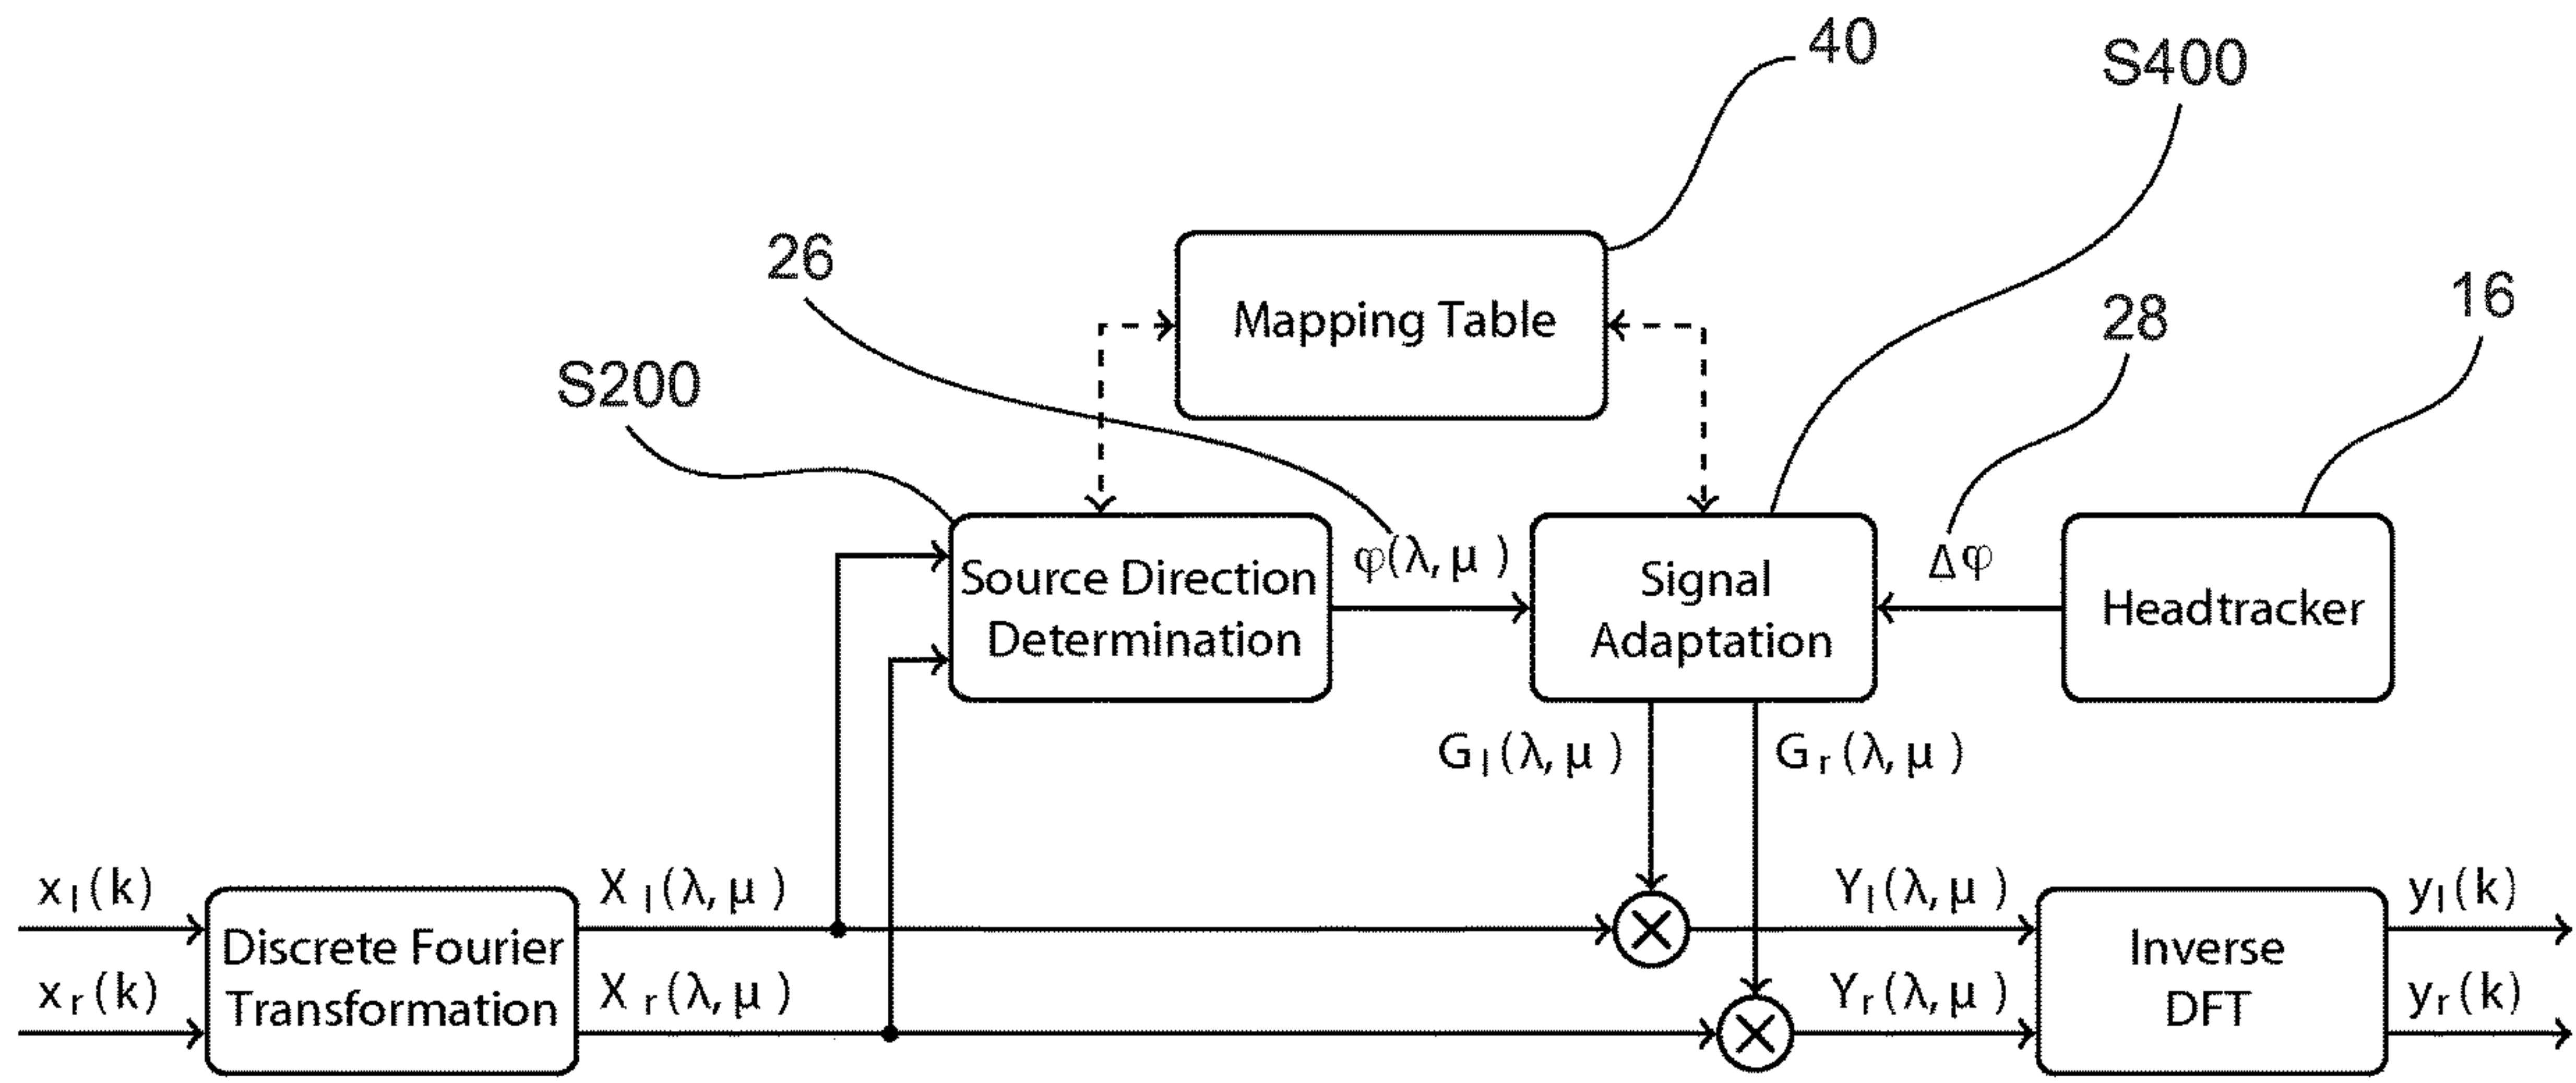 40
S400
26
Mapping Table
28
16
S200
Source Direction
Determination
φ(λ, μ )
Signal
Adaptation
Δφ
Headtracker
G l (λ, μ )
G r (λ, μ )
x l (k)
x r (k)
Discrete Fourier
Transformation
X l (λ, μ )
X r (λ, μ )
Y l (λ, μ )
Y r (λ, μ )
Inverse
DFT
y l (k)
y r (k)